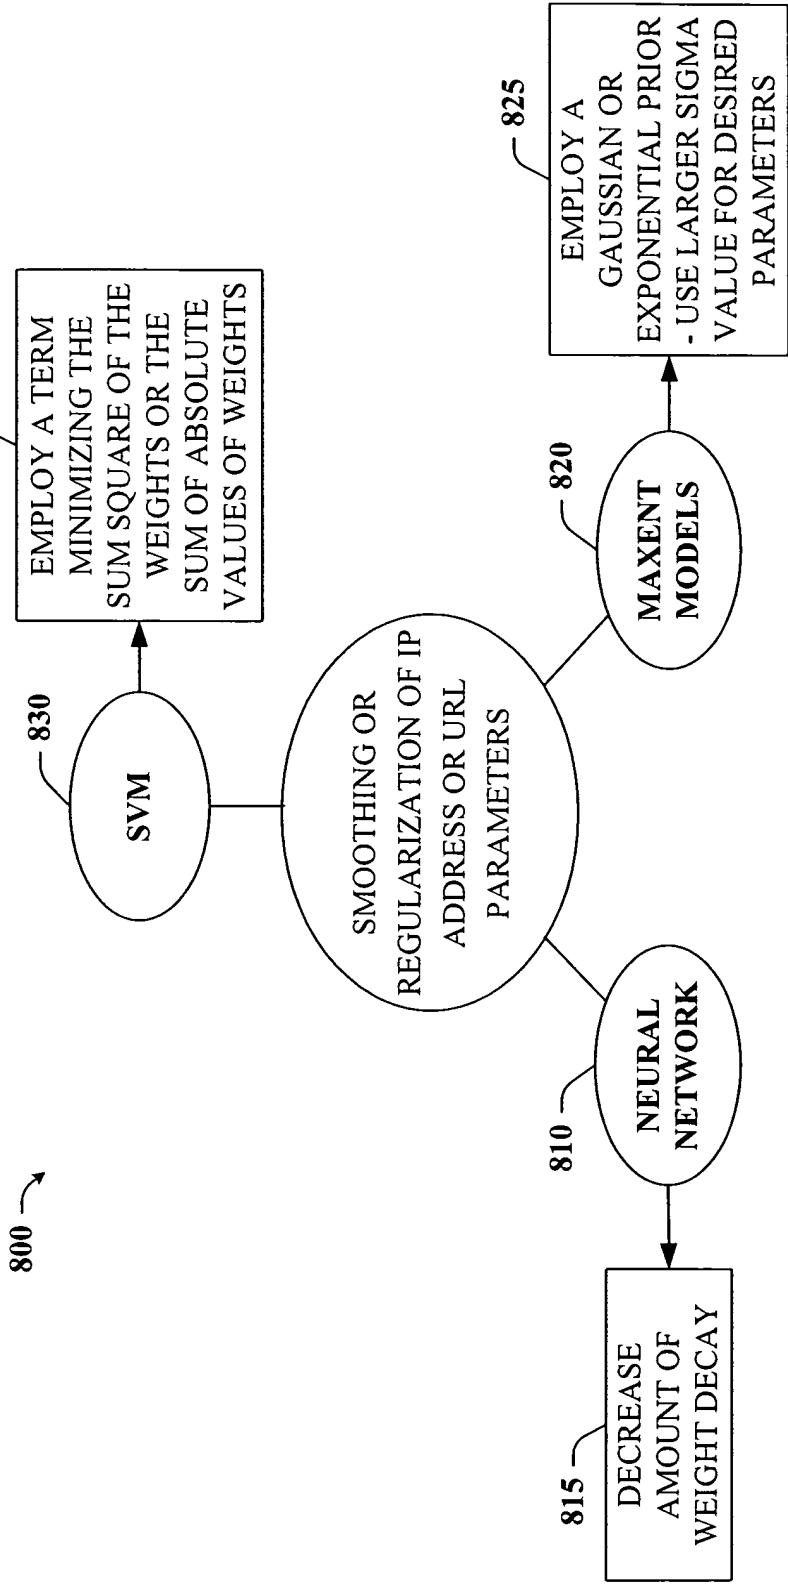 800
830
SVM
EMPLOY A TERM
MINIMIZING THE
SUM SQUARE OF THE
WEIGHTS OR THE
SUM OF ABSOLUTE
VALUES OF WEIGHTS
SMOOTHING OR
REGULARIZATION OF IP
ADDRESS OR URL
PARAMETERS
810
NEURAL
NETWORK
815
DECREASE
AMOUNT OF
WEIGHT DECAY
820
MAXENT
MODELS
825
EMPLOY A
GAUSSIAN OR
EXPONENTIAL PRIOR
- USE LARGER SIGMA
VALUE FOR DESIRED
PARAMETERS